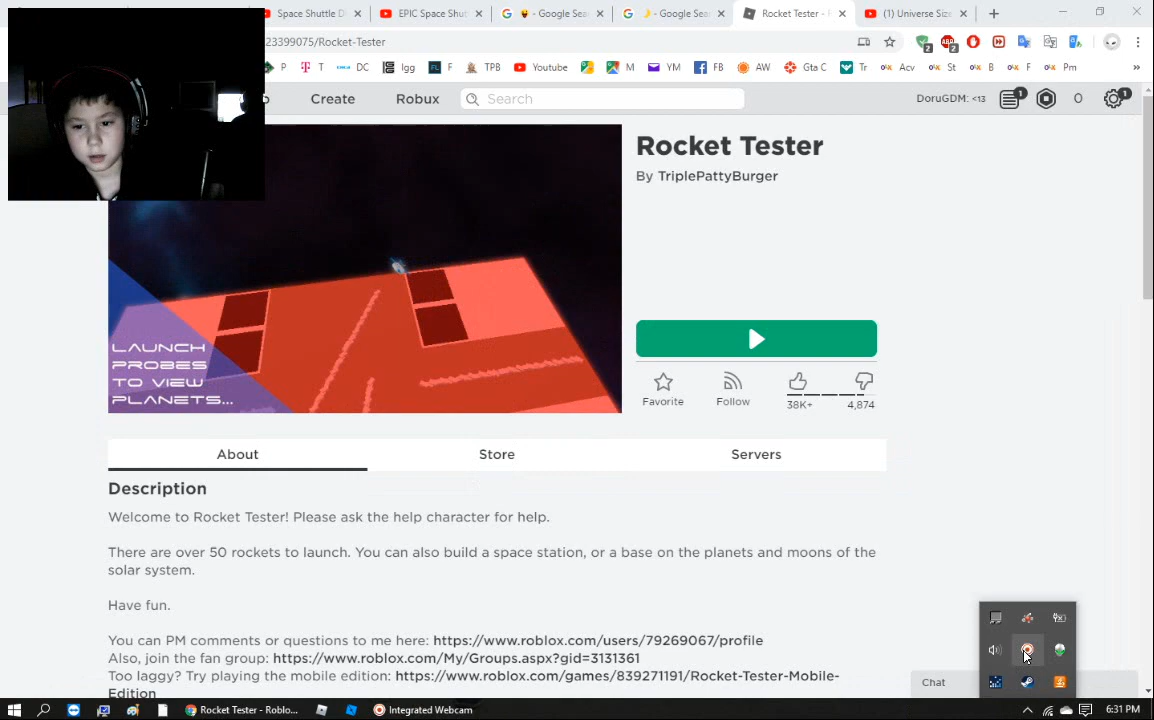 Space Shuttle D
EPIC Space Shut
- Google Sea
- Google Sea
Rocket Tester -
(1) Universe Size
23399075/Rocket-Tester
P
T
DC
Igg
F
TPB
Youtube
M
YM
FB
AW
Gta C
Tr
Acv
St
B
F
Pm
»
Create
Robux
Search
DoruGDM: <13
1
0
1
Rocket Tester
By TriplePattyBurger
LAUNCH
PROBES
TO VIEW
PLANETS...
Favorite
Follow
38K+
4,874
About
Store
Servers
Description
Welcome to Rocket Tester! Please ask the help character for help.
There are over 50 rockets to launch. You can also build a space station, or a base on the planets and moons of the
solar system.
Have fun.
You can PM comments or questions to me here: https://www.roblox.com/users/79269067/profile
Also, join the fan group: https://www.roblox.com/My/Groups.aspx?gid=3131361
Too laggy? Try playing the mobile edition: https://www.roblox.com/games/839271191/Rocket-Tester-Mobile-
Edition
Chat
Rocket Tester - Roblo...
Integrated Webcam
6:31 PM